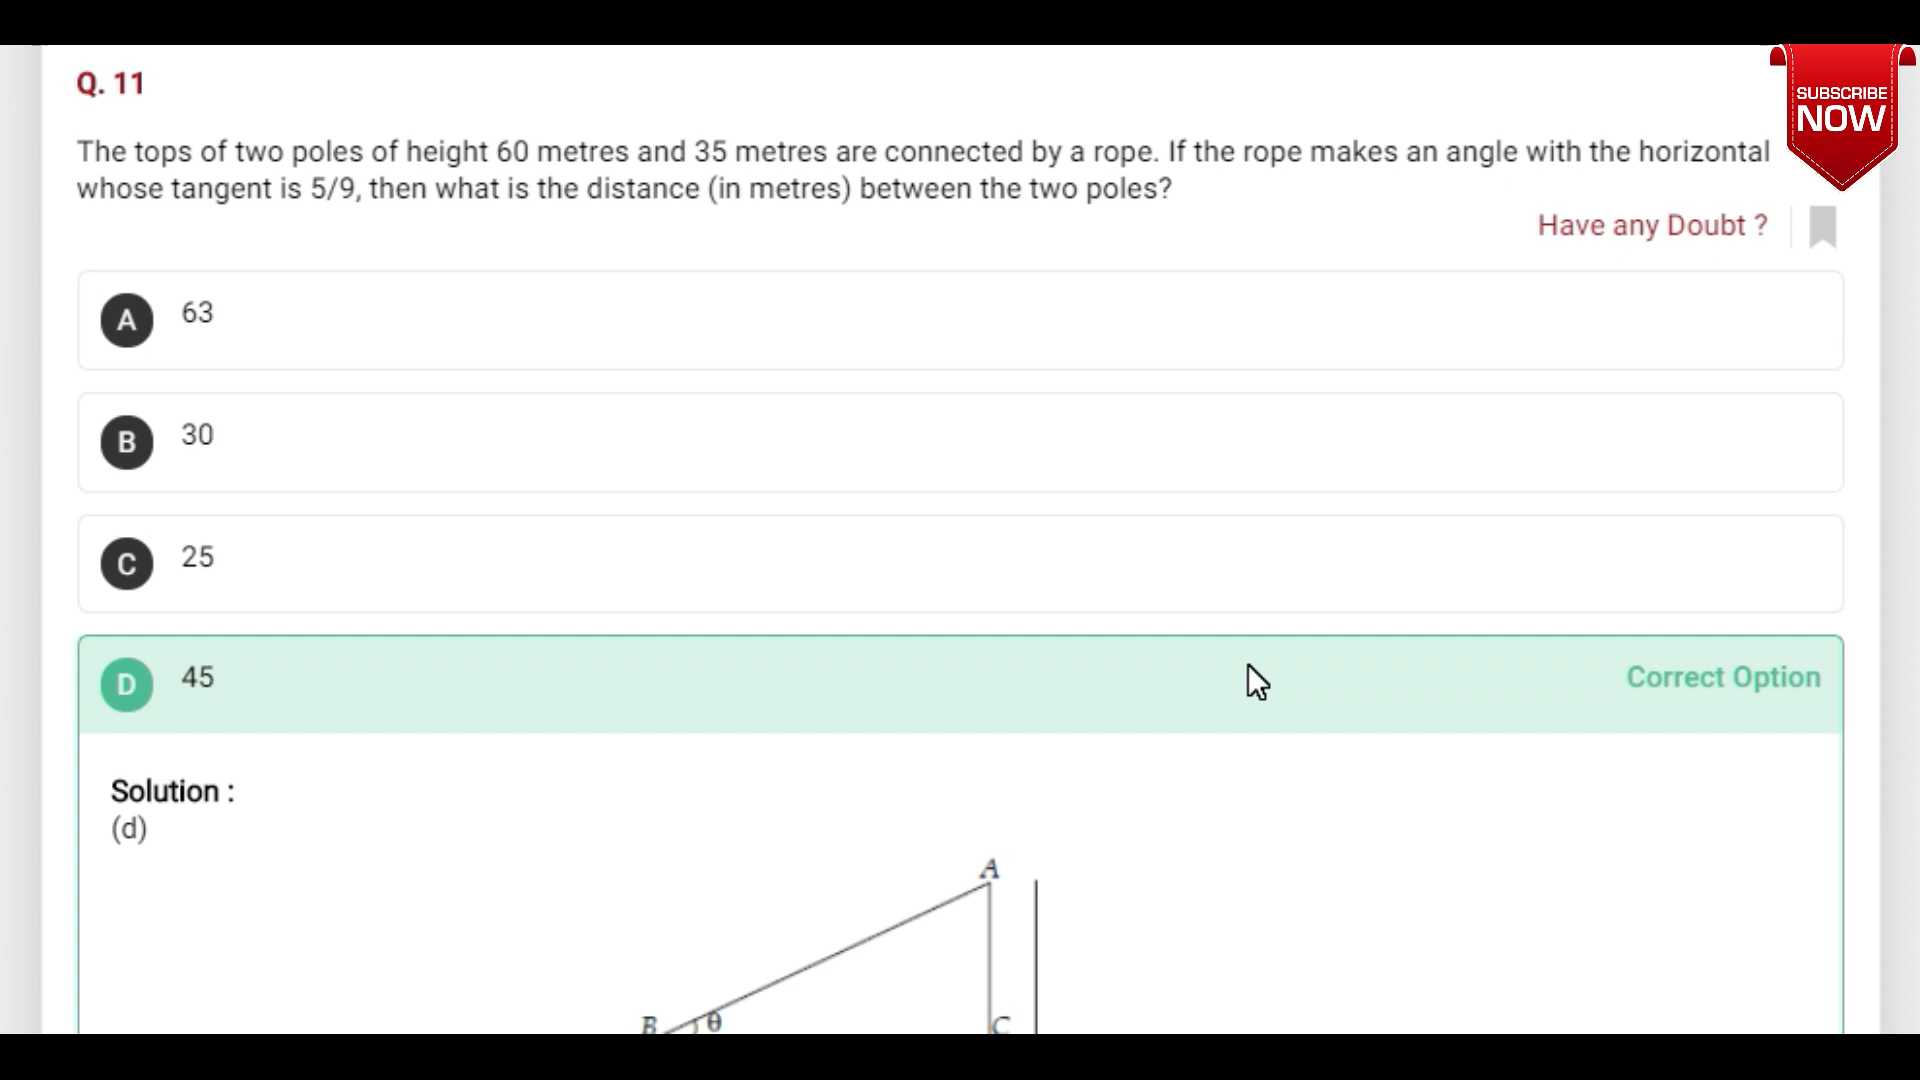 SUBSCRIBE
NOW
Q. 11
The tops of two poles of height 60 metres and 35 metres are connected by a rope. If the rope makes an angle with the horizontal
whose tangent is 5/9, then what is the distance (in metres) between the two poles?
Have any Doubt ?
A 63
B 30
C 25
D 45 Correct Option
Solution :
(d)
A
B θ C